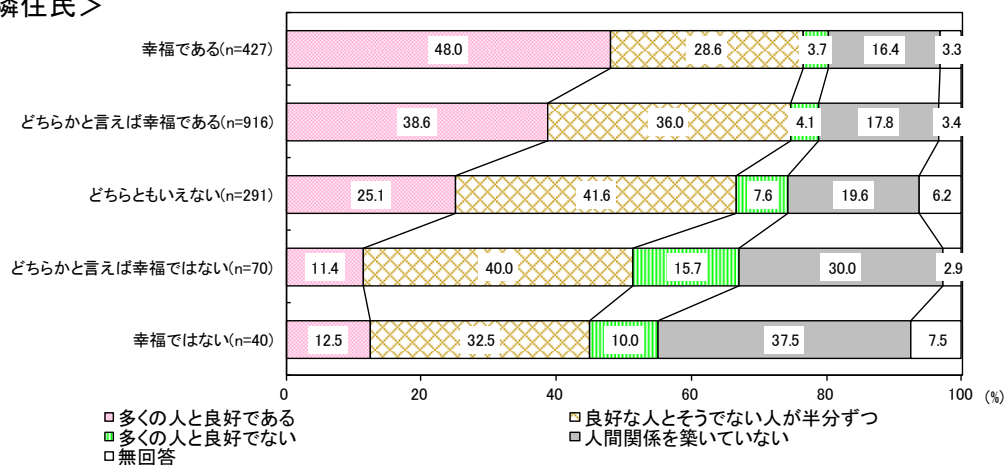 隣住民＞
幸福である(n=427) 48.0 28.6 3.7 16.4 3.3
どちらかと言えば幸福である(n=916) 38.6 36.0 4.1 17.8 3.4
どちらともいえない(n=291) 25.1 41.6 7.6 19.6 6.2
どちらかと言えば幸福ではない(n=70) 11.4 40.0 15.7 30.0 2.9
幸福ではない(n=40) 12.5 32.5 10.0 37.5 7.5
0 20 40 60 80 100 (%)
多くの人と良好である 良好な人とそうでない人が半分ずつ
多くの人と良好でない 人間関係を築いていない
無回答